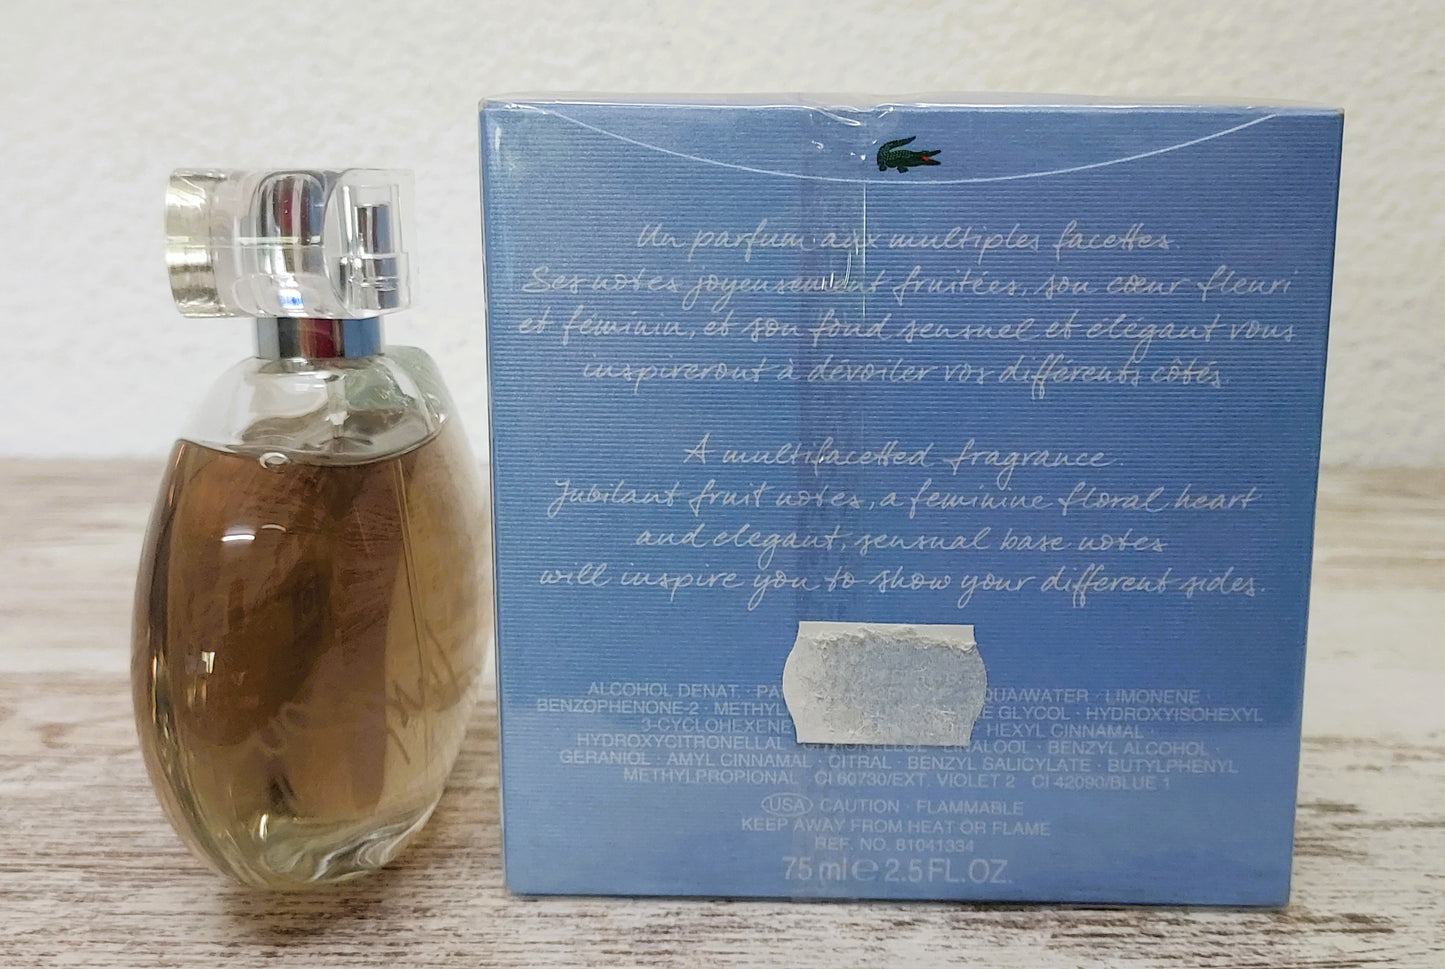 Un parfum aux multiples facettes.
Ses notes joyeusement fruitées, son cœur fleuri
et féminin, et son fond sensuel et élégant vous
inspireront à dévoiler vos différents côtés.
A multifacetted fragrance.
Jubilant fruit notes, a feminine floral heart
and elegant, sensual base notes
will inspire you to show your different sides.
ALCOHOL DENAT. · AQUA/WATER · LIMONENE ·
BENZOPHENONE-2 · METHYL GLYCOL · HYDROXYISOHEXYL
3-CYCLOHEXENE HEXYL CINNAMAL ·
HYDROXYCITRONELLAL · CITRONELLOL · LINALOOL · BENZYL ALCOHOL ·
GERANIOL · AMYL CINNAMAL · CITRAL · BENZYL SALICYLATE · BUTYLPHENYL
METHYLPROPIONAL · CI 60730/EXT. VIOLET 2 CI 42090/BLUE 1
USA CAUTION · FLAMMABLE
KEEP AWAY FROM HEAT OR FLAME
REF. NO. 81041334
75 ml e 2.5 FL.OZ.